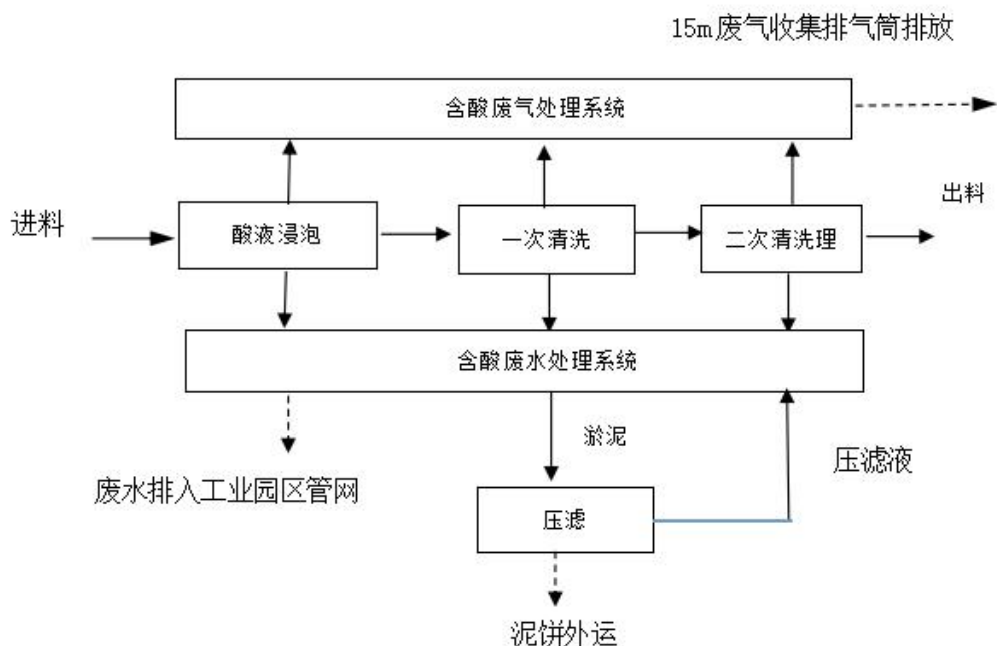 15m废气收集排气筒排放
含酸废气处理系统
进料
酸液浸泡
一次清洗
二次清洗理
出料
含酸废水处理系统
淤泥
压滤液
废水排入工业园区管网
压滤
泥饼外运